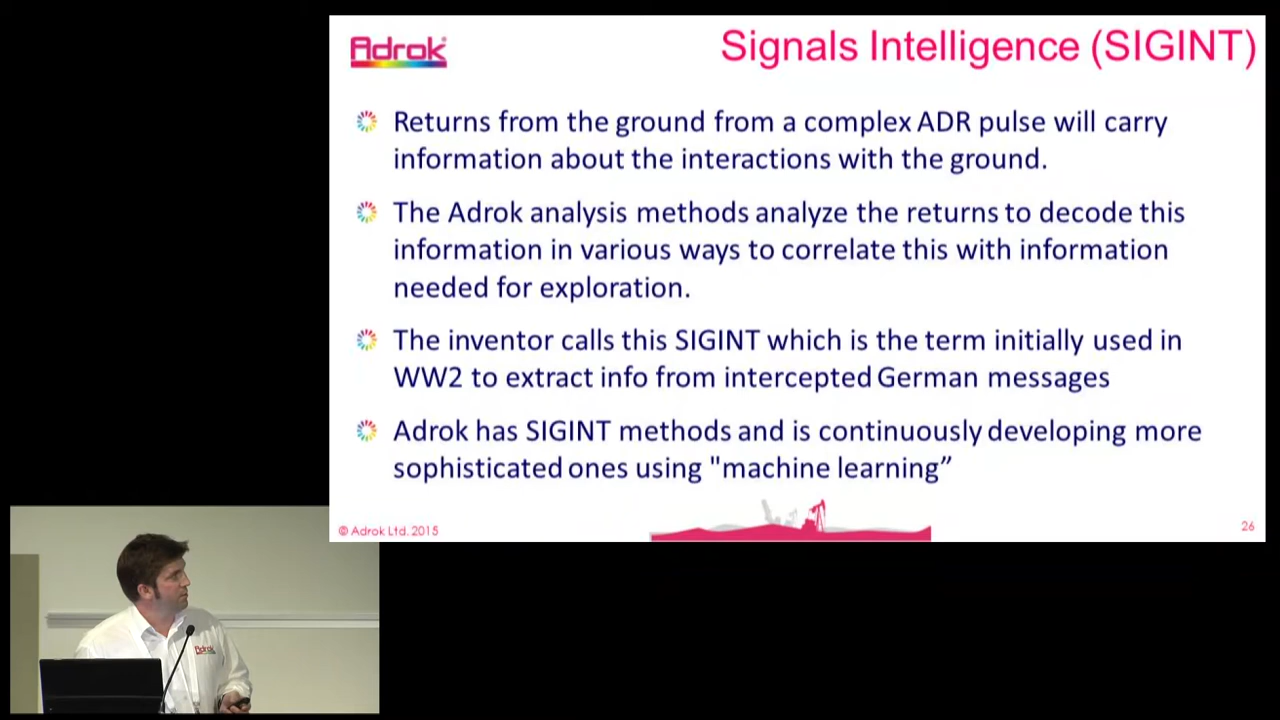 Adrok®
Signals Intelligence (SIGINT)
Returns from the ground from a complex ADR pulse will carry
information about the interactions with the ground.
The Adrok analysis methods analyze the returns to decode this
information in various ways to correlate this with information
needed for exploration.
The inventor calls this SIGINT which is the term initially used in
WW2 to extract info from intercepted German messages
Adrok has SIGINT methods and is continuously developing more
sophisticated ones using "machine learning”
© Adrok Ltd. 2015
26
Adrok